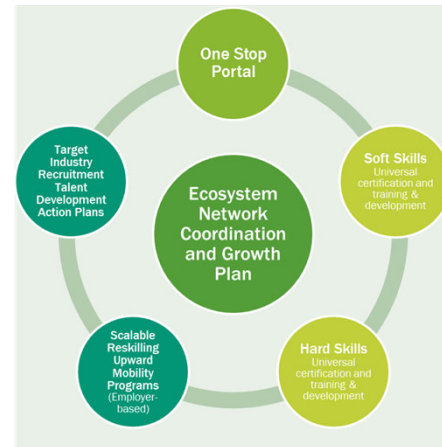 One Stop
Portal
Target
Industry
Recruitment
Talent
Development
Action Plans
Soft Skills
Universal
certification and
training &
development
Ecosystem
Network
Coordination
and Growth
Plan
Scalable
Reskilling
Upward
Mobility
Programs
(Employer-
based)
Hard Skills
Universal
certification and
training &
development